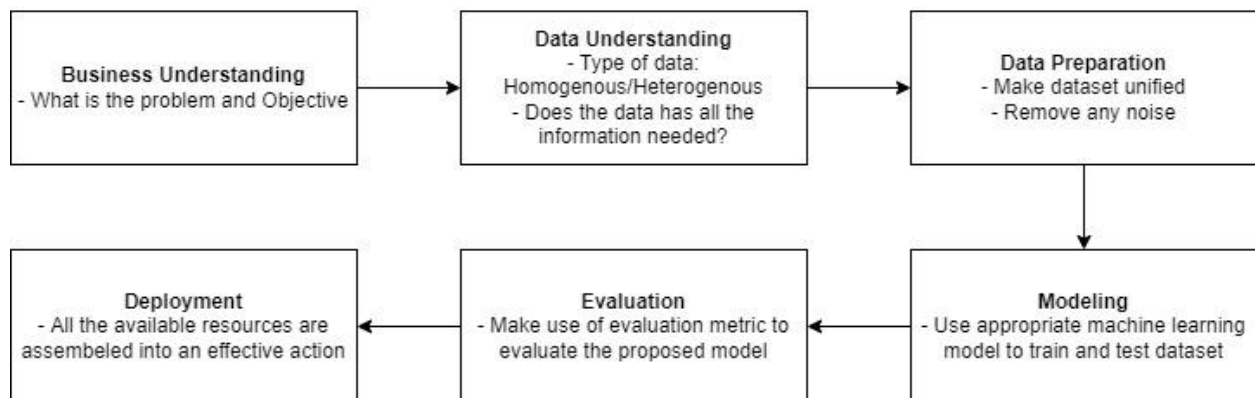 Business Understanding
- What is the problem and Objective
Data Understanding
- Type of data:
Homogenous/Heterogenous
- Does the data has all the
information needed?
Data Preparation
- Make dataset unified
- Remove any noise
Modeling
- Use appropriate machine learning
model to train and test dataset
Evaluation
- Make use of evaluation metric to
evaluate the proposed model
Deployment
- All the available resources are
assembeled into an effective action